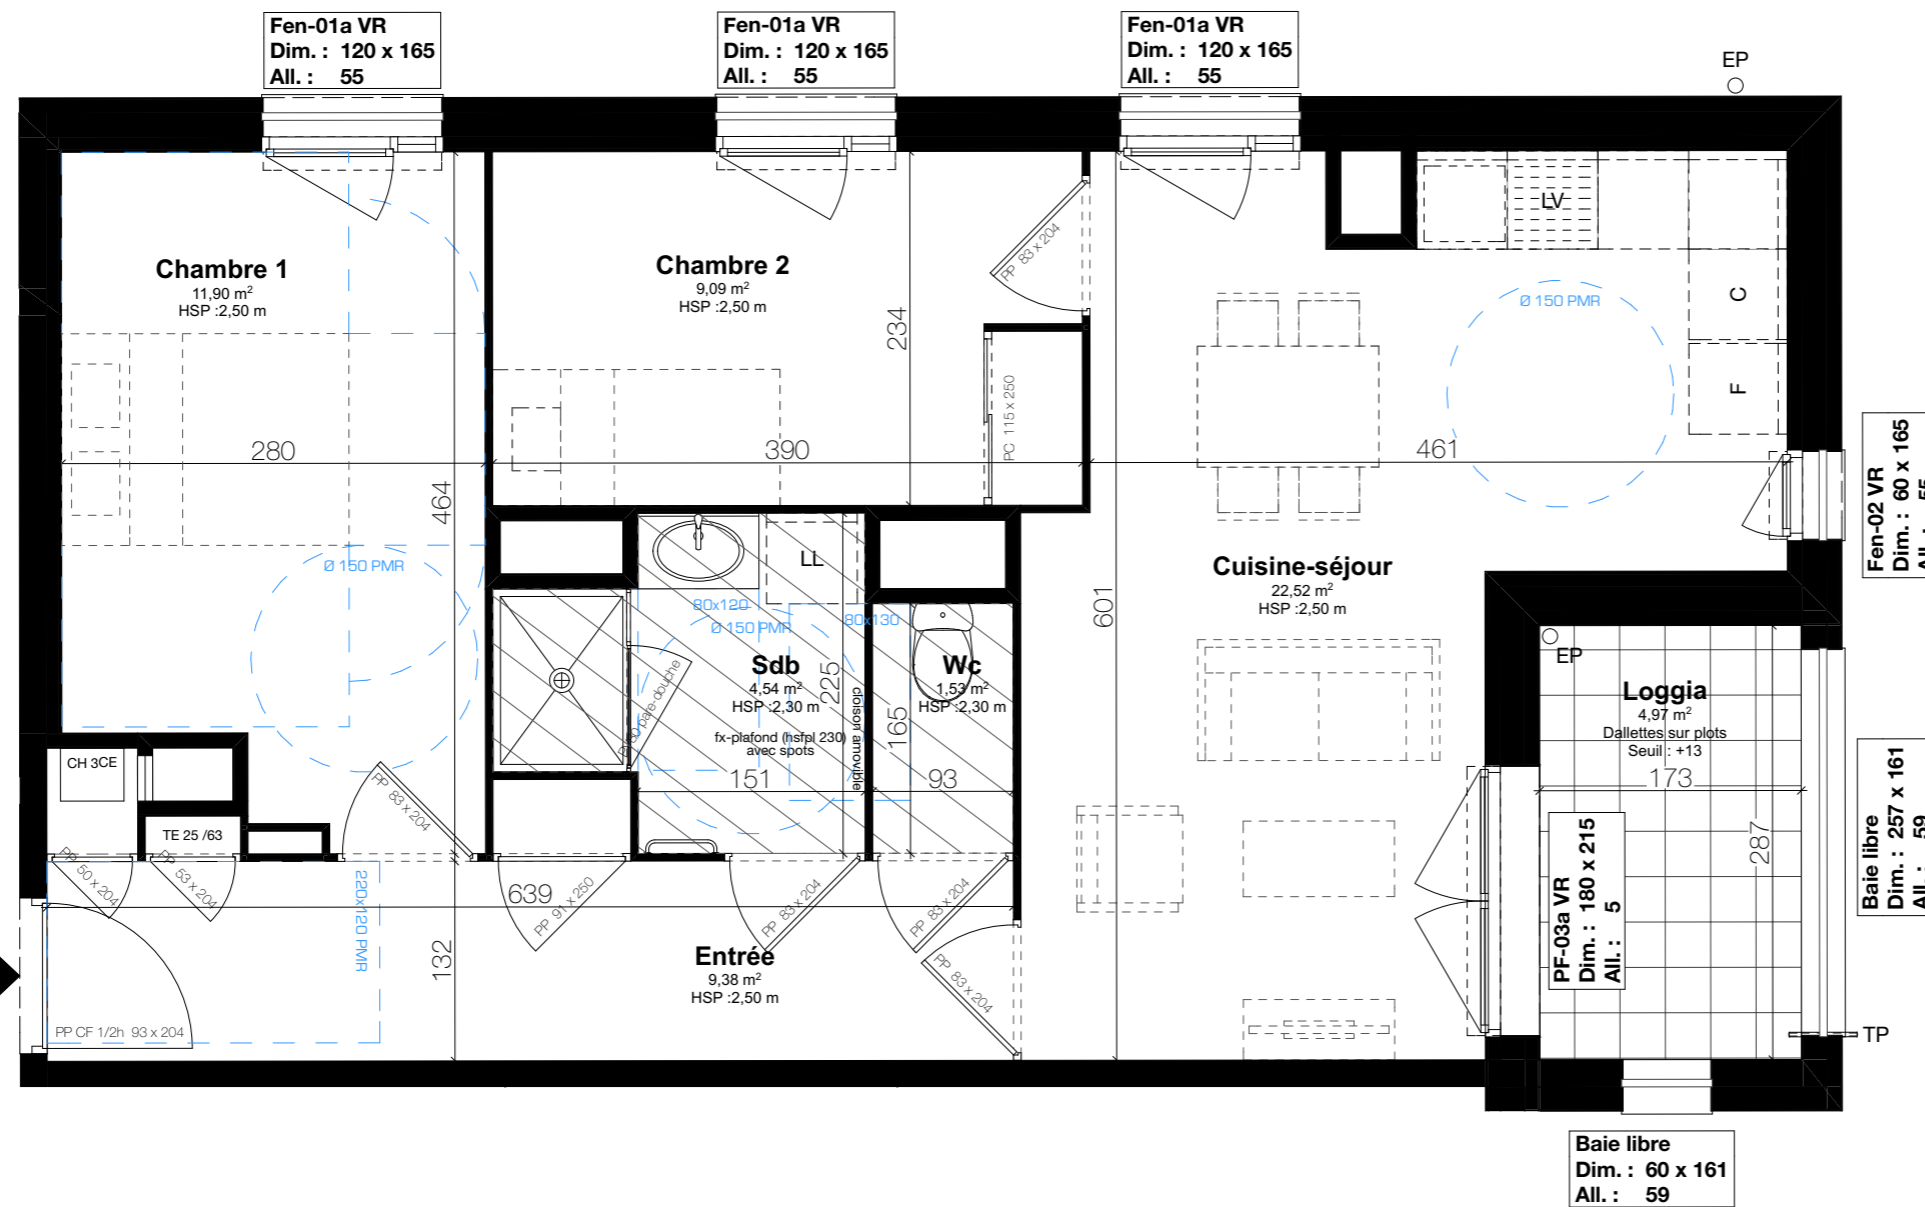 Fen-01a VR
Dim. : 120 x 165
All. : 55
Fen-01a VR
Dim. : 120 x 165
All. : 55
Fen-01a VR
Dim. : 120 x 165
All. : 55
EP
Chambre 1
11,90 m²
HSP :2,50 m
Chambre 2
9,09 m²
HSP :2,50 m
PP 83 x 204
LV
C
F
Ø 150 PMR
234
PC 115 x 250
280
390
461
464
Fen-02 VR
Dim. : 60 x 165
All. : 55
Ø 150 PMR
LL
80x120
Ø 150 PMR
80x130
601
Cuisine-séjour
22,52 m²
HSP :2,50 m
Sdb
4,54 m²
HSP :2,30 m
fx-plafond (hsfpl 230)
avec spots
225
cloison amovible
pare-douche
151
Wc
1,53 m²
HSP :2,30 m
165
93
EP
Loggia
4,97 m²
Dallettes sur plots
Seuil : +13
173
287
PF-03a VR
Dim. : 180 x 215
All. : 5
Baie libre
Dim. : 257 x 161
All. : 59
CH 3CE
TE 25 /63
PP 83 x 204
PP 50 x 204
PP 53 x 204
220x120 PMR
639
PP 91 x 250
PP 83 x 204
PP 83 x 204
132
Entrée
9,38 m²
HSP :2,50 m
PP 83 x 204
PP CF 1/2h 93 x 204
TP
Baie libre
Dim. : 60 x 161
All. : 59